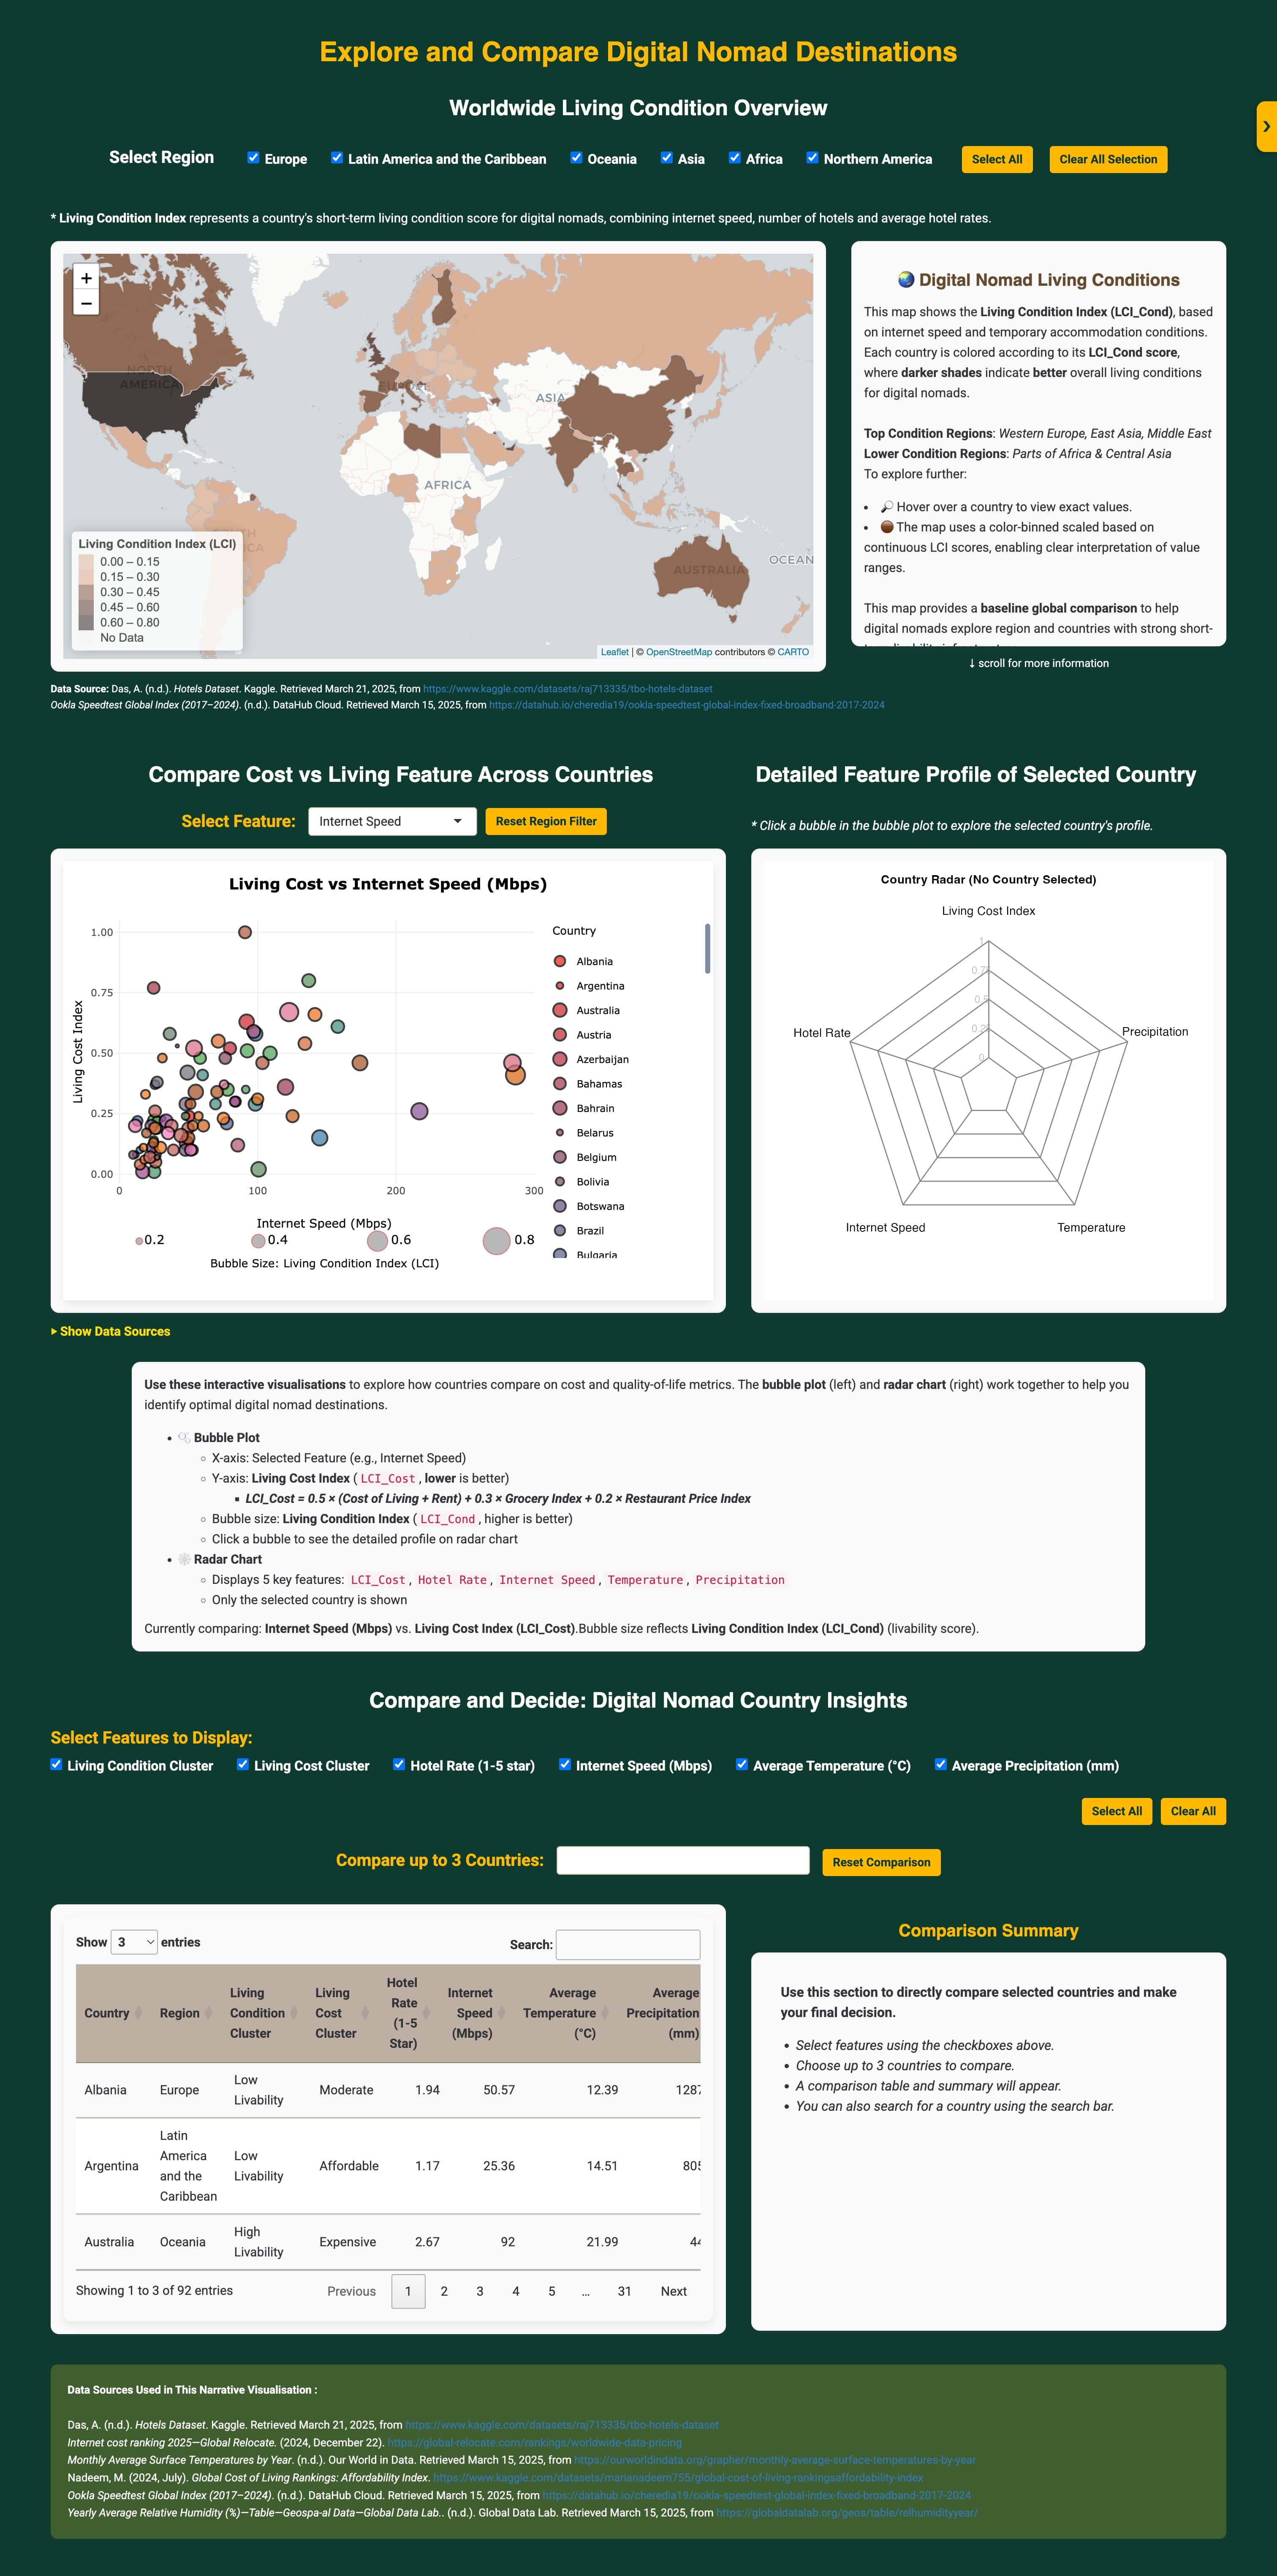 Explore and Compare Digital Nomad Destinations
Worldwide Living Condition Overview
Select Region
Europe
Latin America and the Caribbean
Oceania
Asia
Africa
Northern America
Select All
Clear All Selection
* Living Condition Index represents a country's short-term living condition score for digital nomads, combining internet speed, number of hotels and average hotel rates.
+
−
NORTH
AMERICA
EUROPE
ASIA
AFRICA
AUSTRALIA
OCEAN
Living Condition Index (LCI)
0.00 – 0.15
0.15 – 0.30
0.30 – 0.45
0.45 – 0.60
0.60 – 0.80
No Data
Leaflet | © OpenStreetMap contributors © CARTO
🌏 Digital Nomad Living Conditions
This map shows the Living Condition Index (LCI_Cond), based
on internet speed and temporary accommodation conditions.
Each country is colored according to its LCI_Cond score,
where darker shades indicate better overall living conditions
for digital nomads.
Top Condition Regions: Western Europe, East Asia, Middle East
Lower Condition Regions: Parts of Africa & Central Asia
To explore further:
• 🔎 Hover over a country to view exact values.
• 🟤 The map uses a color-binned scaled based on
continuous LCI scores, enabling clear interpretation of value
ranges.
This map provides a baseline global comparison to help
digital nomads explore region and countries with strong short-
↓ scroll for more information
Data Source: Das, A. (n.d.). Hotels Dataset. Kaggle. Retrieved March 21, 2025, from https://www.kaggle.com/datasets/raj713335/tbo-hotels-dataset
Ookla Speedtest Global Index (2017–2024). (n.d.). DataHub Cloud. Retrieved March 15, 2025, from https://datahub.io/cheredia19/ookla-speedtest-global-index-fixed-broadband-2017-2024
Compare Cost vs Living Feature Across Countries
Select Feature:
Internet Speed
Reset Region Filter
Living Cost vs Internet Speed (Mbps)
Living Cost Index
1.00
0.75
0.50
0.25
0.00
0
100
200
300
Internet Speed (Mbps)
0.2
0.4
0.6
0.8
Bubble Size: Living Condition Index (LCI)
Country
Albania
Argentina
Australia
Austria
Azerbaijan
Bahamas
Bahrain
Belarus
Belgium
Bolivia
Botswana
Brazil
Bulgaria
Detailed Feature Profile of Selected Country
* Click a bubble in the bubble plot to explore the selected country's profile.
Country Radar (No Country Selected)
Living Cost Index
1
0.75
0.5
0.25
0
Hotel Rate
Precipitation
Internet Speed
Temperature
▶ Show Data Sources
Use these interactive visualisations to explore how countries compare on cost and quality-of-life metrics. The bubble plot (left) and radar chart (right) work together to help you
identify optimal digital nomad destinations.
• 🫧 Bubble Plot
X-axis: Selected Feature (e.g., Internet Speed)
Y-axis: Living Cost Index ( LCI_Cost , lower is better)
LCI_Cost = 0.5 × (Cost of Living + Rent) + 0.3 × Grocery Index + 0.2 × Restaurant Price Index
Bubble size: Living Condition Index ( LCI_Cond , higher is better)
Click a bubble to see the detailed profile on radar chart
• 🕸️ Radar Chart
Displays 5 key features: LCI_Cost , Hotel Rate , Internet Speed , Temperature , Precipitation
Only the selected country is shown
Currently comparing: Internet Speed (Mbps) vs. Living Cost Index (LCI_Cost).Bubble size reflects Living Condition Index (LCI_Cond) (livability score).
Compare and Decide: Digital Nomad Country Insights
Select Features to Display:
Living Condition Cluster
Living Cost Cluster
Hotel Rate (1-5 star)
Internet Speed (Mbps)
Average Temperature (°C)
Average Precipitation (mm)
Select All
Clear All
Compare up to 3 Countries:
Reset Comparison
Show 3 entries
Search:
Country Region Living Condition Cluster Living Cost Cluster Hotel Rate (1-5 Star) Internet Speed (Mbps) Average Temperature (°C) Average Precipitation (mm)
Albania Europe Low Livability Moderate 1.94 50.57 12.39 1287
Argentina Latin America and the Caribbean Low Livability Affordable 1.17 25.36 14.51 805
Australia Oceania High Livability Expensive 2.67 92 21.99 44
Showing 1 to 3 of 92 entries
Previous 1 2 3 4 5 … 31 Next
Comparison Summary
Use this section to directly compare selected countries and make
your final decision.
• Select features using the checkboxes above.
• Choose up to 3 countries to compare.
• A comparison table and summary will appear.
• You can also search for a country using the search bar.
Data Sources Used in This Narrative Visualisation :
Das, A. (n.d.). Hotels Dataset. Kaggle. Retrieved March 21, 2025, from https://www.kaggle.com/datasets/raj713335/tbo-hotels-dataset
Internet cost ranking 2025—Global Relocate. (2024, December 22). https://global-relocate.com/rankings/worldwide-data-pricing
Monthly Average Surface Temperatures by Year. (n.d.). Our World in Data. Retrieved March 15, 2025, from https://ourworldindata.org/grapher/monthly-average-surface-temperatures-by-year
Nadeem, M. (2024, July). Global Cost of Living Rankings: Affordability Index. https://www.kaggle.com/datasets/marianadeem755/global-cost-of-living-rankingsaffordability-index
Ookla Speedtest Global Index (2017–2024). (n.d.). DataHub Cloud. Retrieved March 15, 2025, from https://datahub.io/cheredia19/ookla-speedtest-global-index-fixed-broadband-2017-2024
Yearly Average Relative Humidity (%)—Table—Geospa-al Data—Global Data Lab.. (n.d.). Global Data Lab. Retrieved March 15, 2025, from https://globaldatalab.org/geos/table/relhumidityyear/